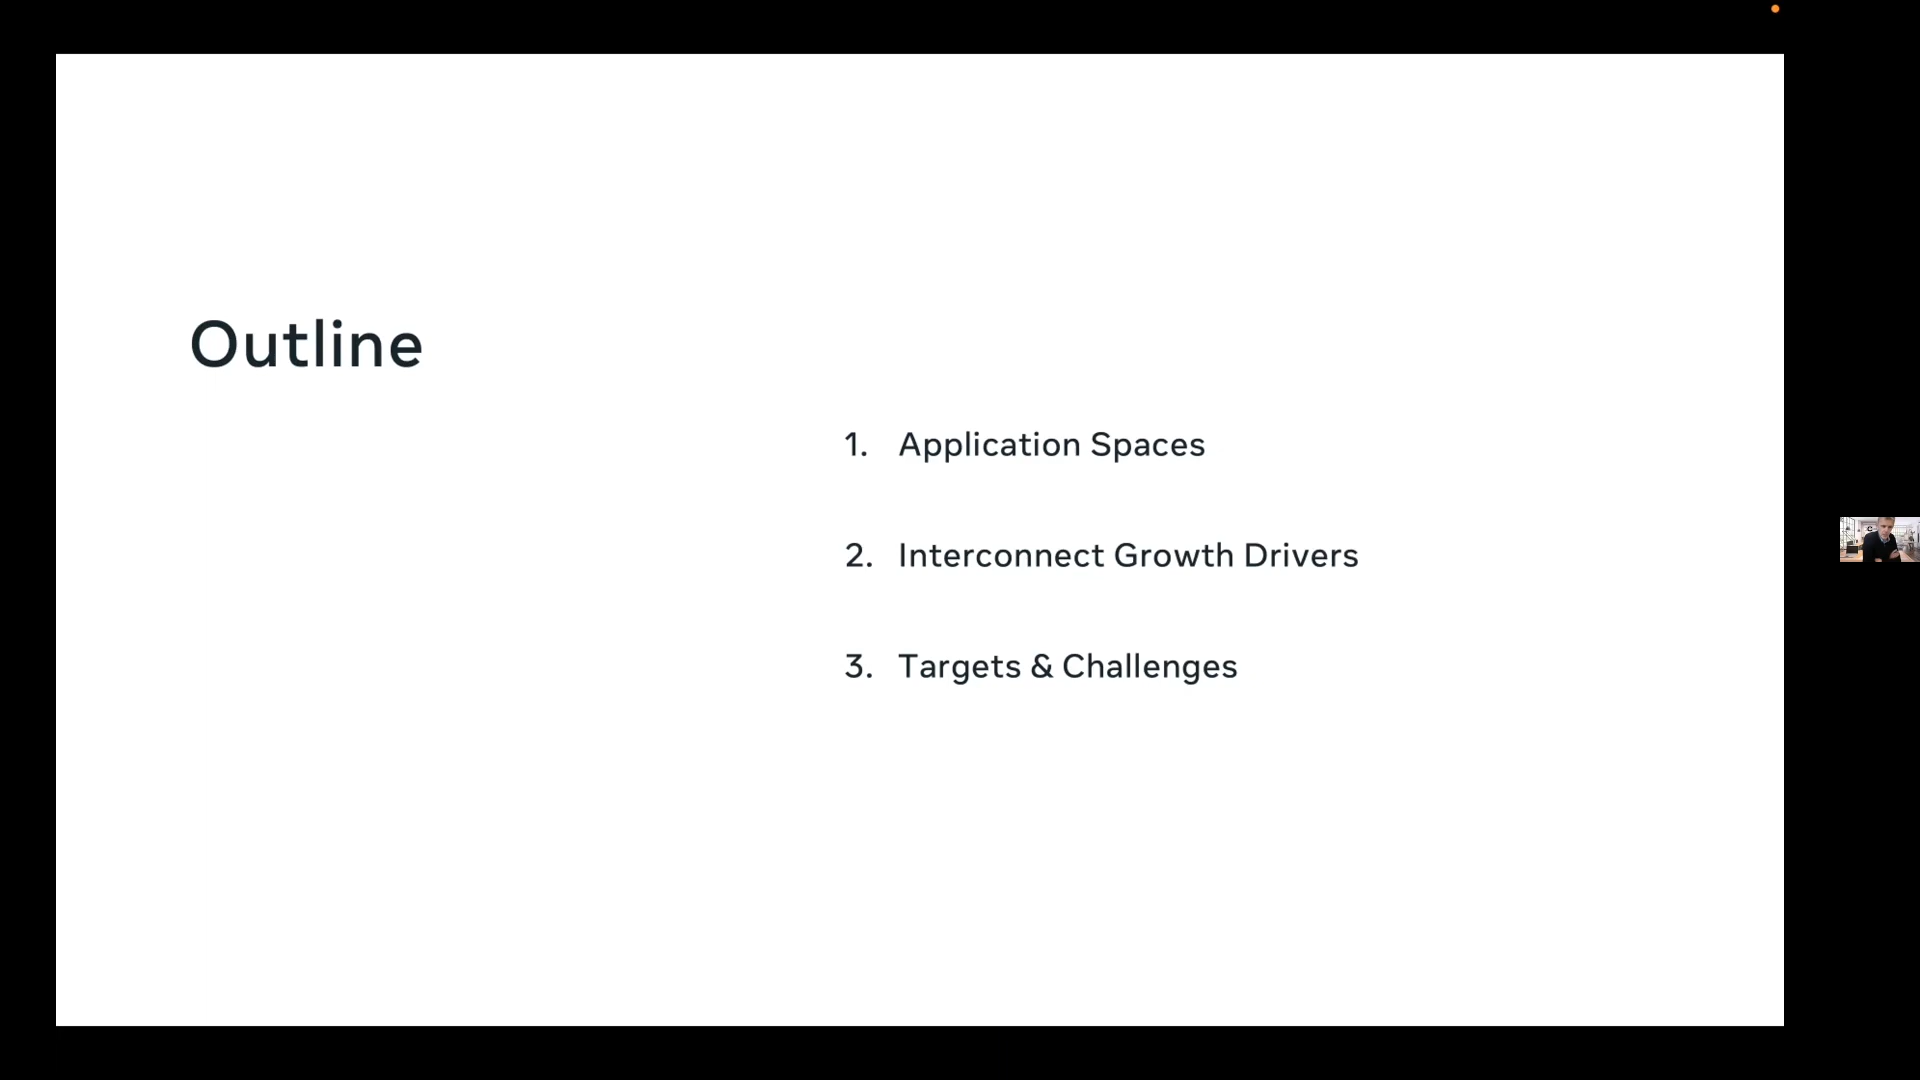 Outline
1. Application Spaces
2. Interconnect Growth Drivers
3. Targets & Challenges